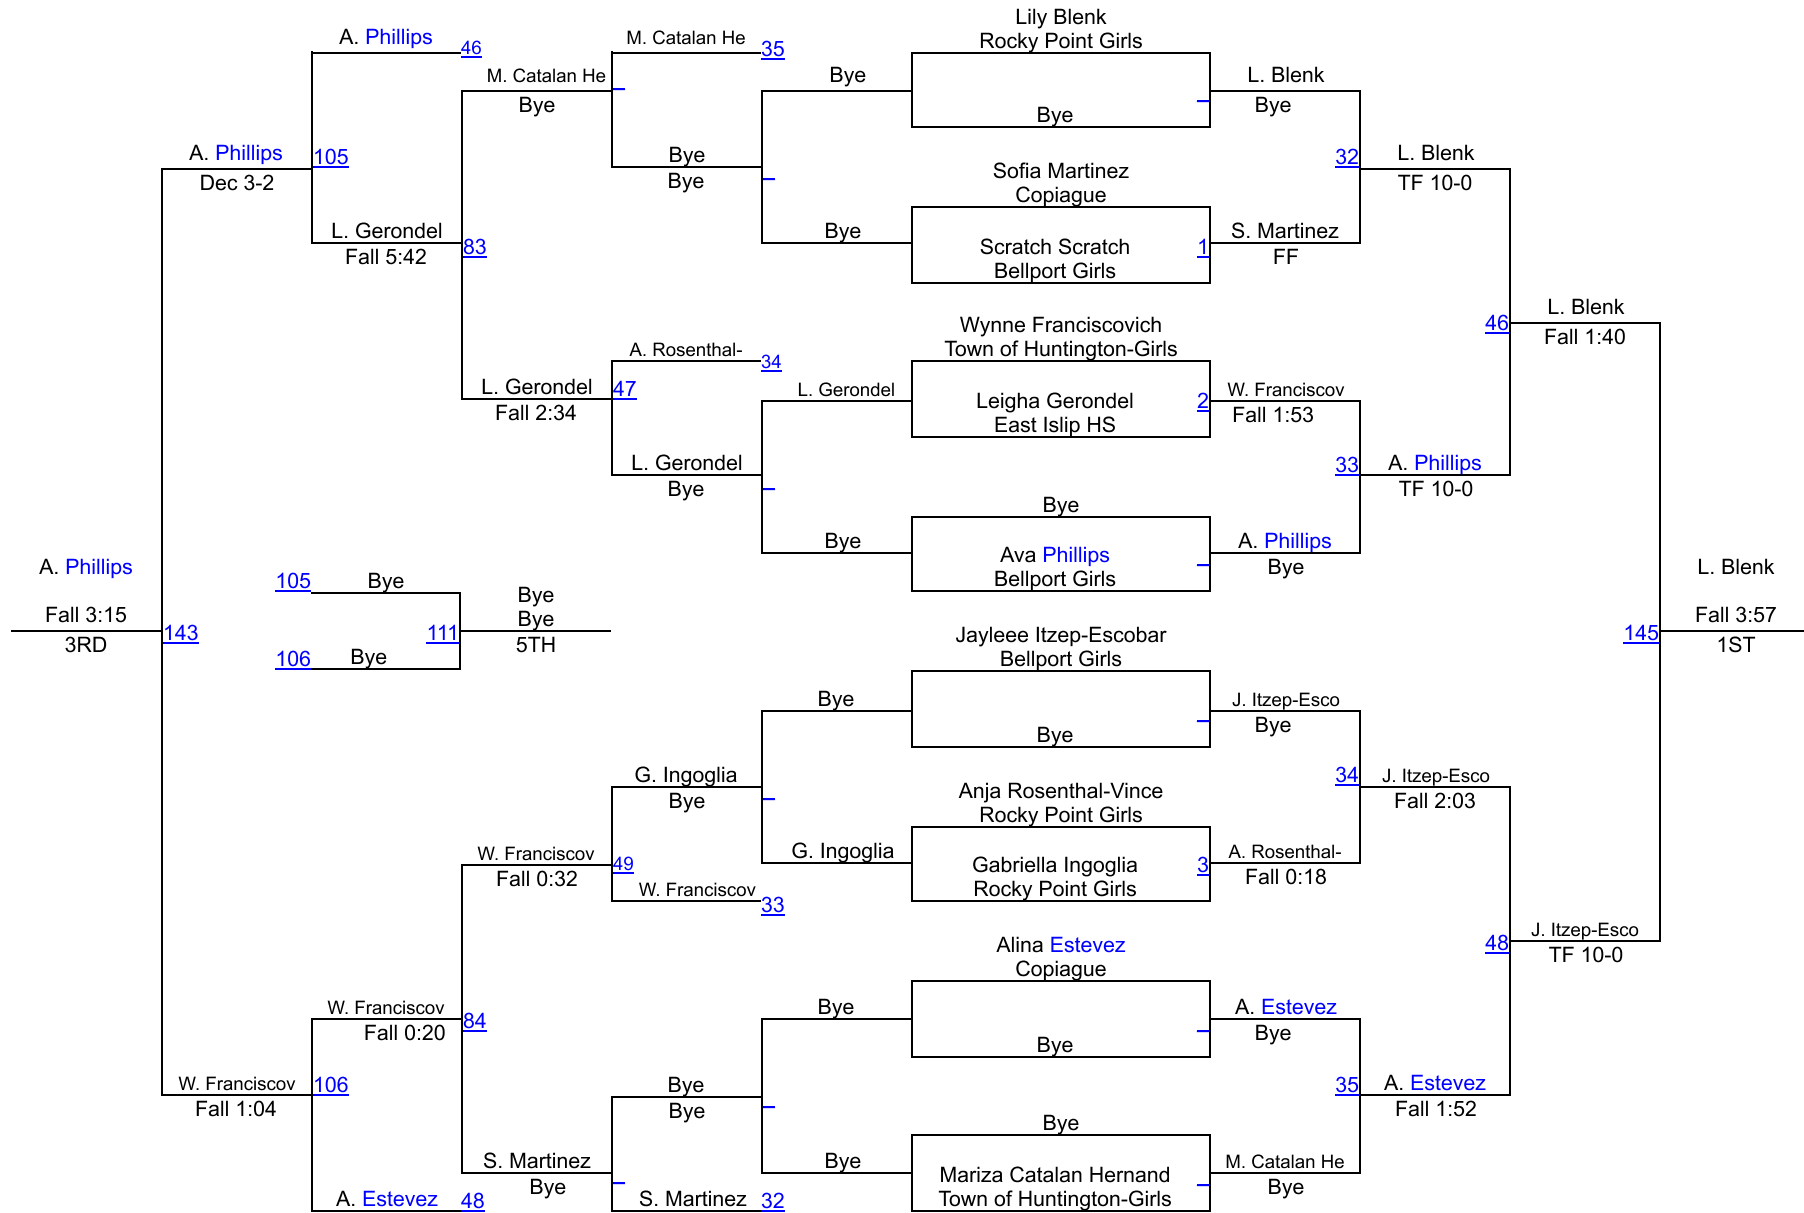 Lily Blenk
Rocky Point Girls
A. Phillips
46
M. Catalan He
35
M. Catalan He
Bye
Bye
L. Blenk
Bye
Bye
A. Phillips
Dec 3-2
105
Bye
Bye
Sofia Martinez
Copiague
32
L. Blenk
TF 10-0
L. Gerondel
Fall 5:42
83
Bye
Scratch Scratch
Bellport Girls
1
S. Martinez
FF
Wynne Franciscovich
Town of Huntington-Girls
46
L. Blenk
Fall 1:40
A. Rosenthal-
34
L. Gerondel
Fall 2:34
47
L. Gerondel
Leigha Gerondel
East Islip HS
2
W. Franciscov
Fall 1:53
L. Gerondel
Bye
33
A. Phillips
TF 10-0
Bye
Bye
Ava Phillips
Bellport Girls
A. Phillips
Bye
A. Phillips
Fall 3:15
3RD
143
105
Bye
106
Bye
111
Bye
Bye
5TH
L. Blenk
Fall 3:57
1ST
145
Jayleee Itzep-Escobar
Bellport Girls
Bye
Bye
J. Itzep-Esco
Bye
G. Ingoglia
Bye
Anja Rosenthal-Vince
Rocky Point Girls
34
J. Itzep-Esco
Fall 2:03
W. Franciscov
Fall 0:32
49
G. Ingoglia
Gabriella Ingoglia
Rocky Point Girls
3
A. Rosenthal-
Fall 0:18
W. Franciscov
33
Alina Estevez
Copiague
48
J. Itzep-Esco
TF 10-0
W. Franciscov
Fall 0:20
84
Bye
Bye
A. Estevez
Bye
W. Franciscov
Fall 1:04
106
Bye
Bye
35
A. Estevez
Fall 1:52
Bye
S. Martinez
Bye
Bye
Mariza Catalan Hernand
Town of Huntington-Girls
M. Catalan He
Bye
A. Estevez
48
S. Martinez
32